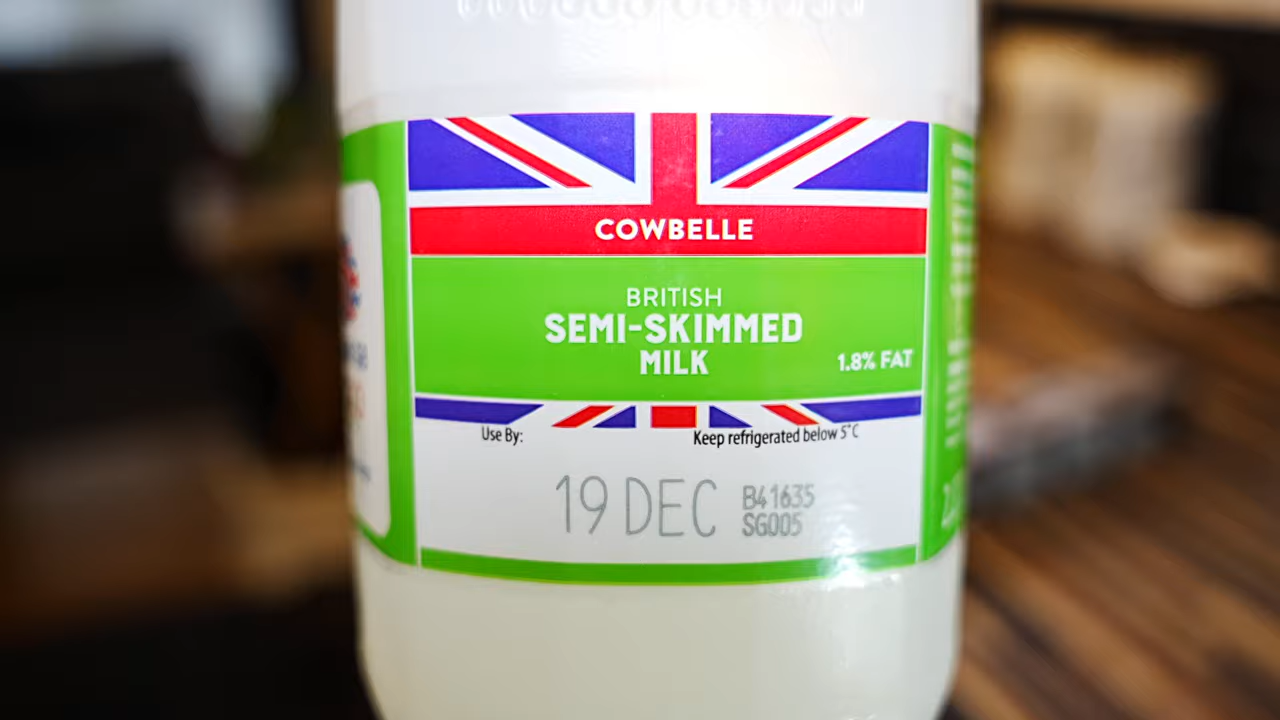 COWBELLE
BRITISH
SEMI-SKIMMED
MILK
1.8% FAT
Use By:
Keep refrigerated below 5°C
19 DEC
B41635
SG005